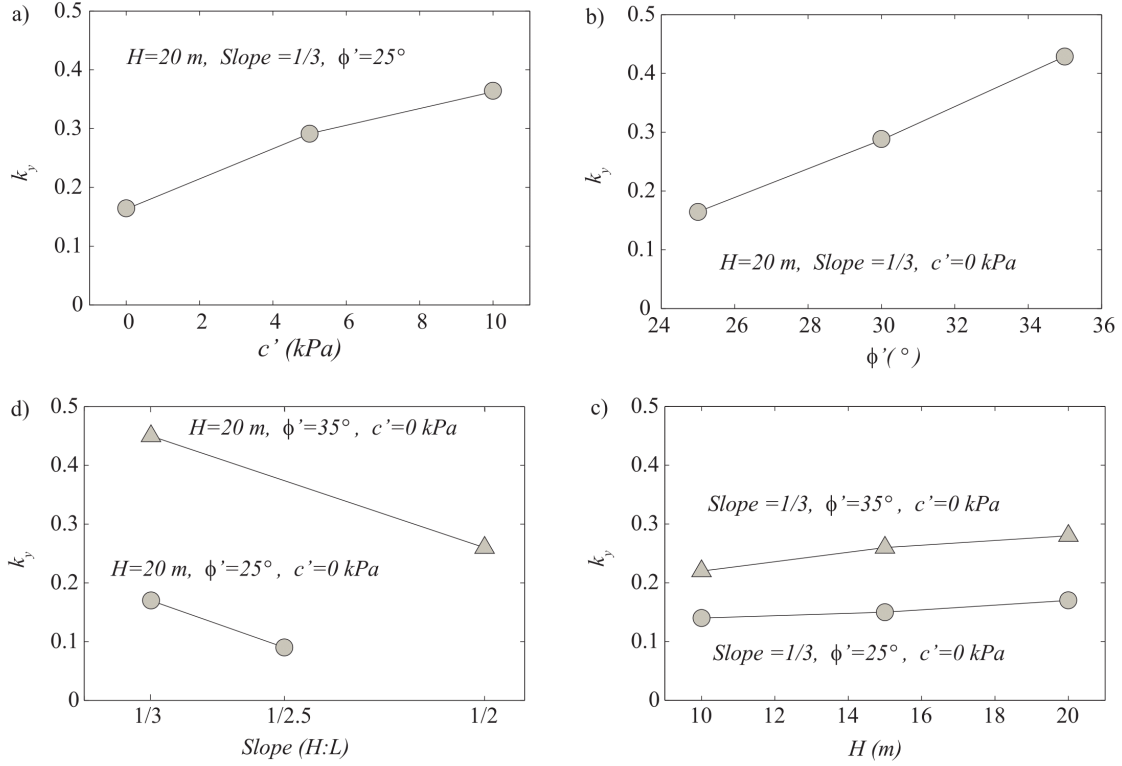 a)
0.5
0.4
0.3
0.2
0.1
0
k_y
H=20 m, Slope =1/3, ϕ'=25°
0 2 4 6 8 10
c' (kPa)
b)
0.5
0.4
0.3
0.2
0.1
0
k_y
H=20 m, Slope =1/3, c'=0 kPa
24 26 28 30 32 34 36
ϕ'(°)
d)
0.5
0.4
0.3
0.2
0.1
0
k_y
H=20 m, ϕ'=35°, c'=0 kPa
H=20 m, ϕ'=25°, c'=0 kPa
1/3 1/2.5 1/2
Slope (H:L)
c)
0.5
0.4
0.3
0.2
0.1
0
k_y
Slope =1/3, ϕ'=35°, c'=0 kPa
Slope =1/3, ϕ'=25°, c'=0 kPa
10 12 14 16 18 20
H (m)